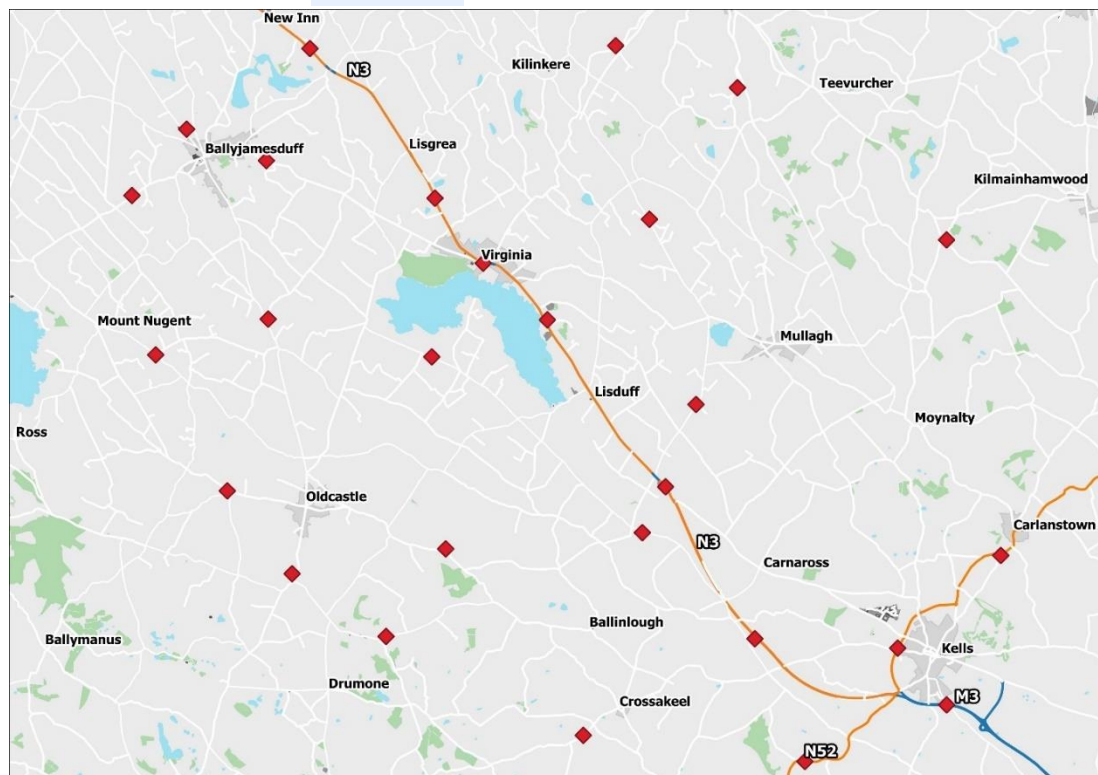 New Inn
N3
Kilinkere
Teevurcher
Lisgrea
Ballyjamesduff
Kilmainhamwood
Virginia
Mount Nugent
Mullagh
Lisduff
Moynalty
Ross
Oldcastle
Carlanstown
N3
Carnaross
Ballinlough
Ballymanus
Kells
Drumone
Crossakeel
M3
N52